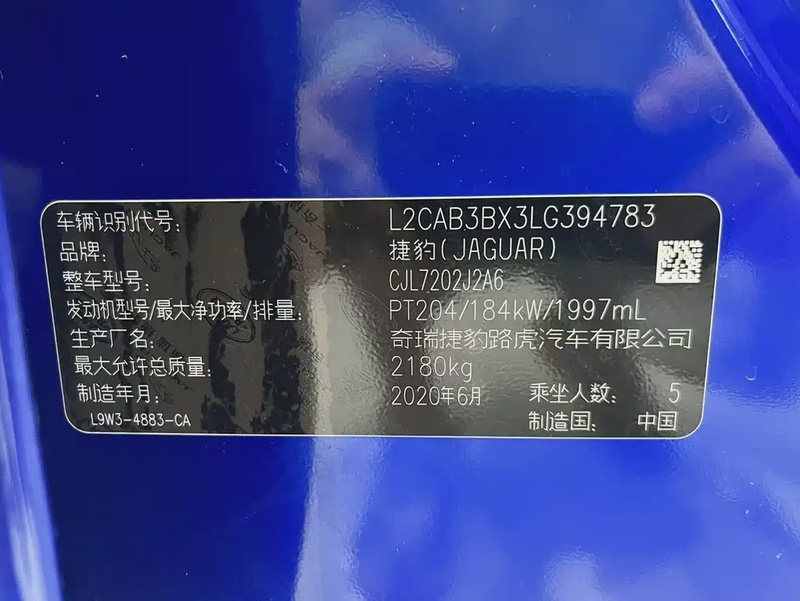 车辆识别代号: L2CAB3BX3LG394783
品牌: 捷豹(JAGUAR)
整车型号: CJL7202J2A6
发动机型号/最大净功率/排量: PT204/184kW/1997mL
生产厂名: 奇瑞捷豹路虎汽车有限公司
最大允许总质量: 2180kg
制造年月: 2020年6月 乘坐人数: 5
L9W3-4883-CA 制造国: 中国